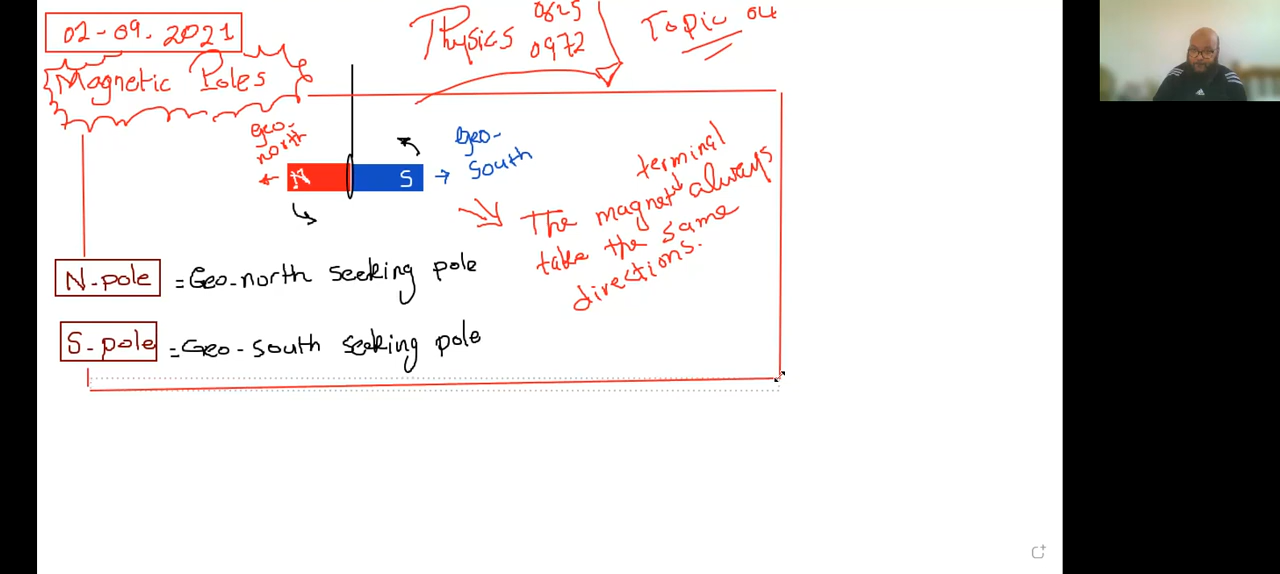 02-09.2021
Magnetic Poles
Physics 0625
0972
Topic 04
geo-
north
N
S
geo-
south
The magnet terminal always
take the same
directions.
N-pole = Geo-north seeking pole
S-pole = Geo-south seeking pole